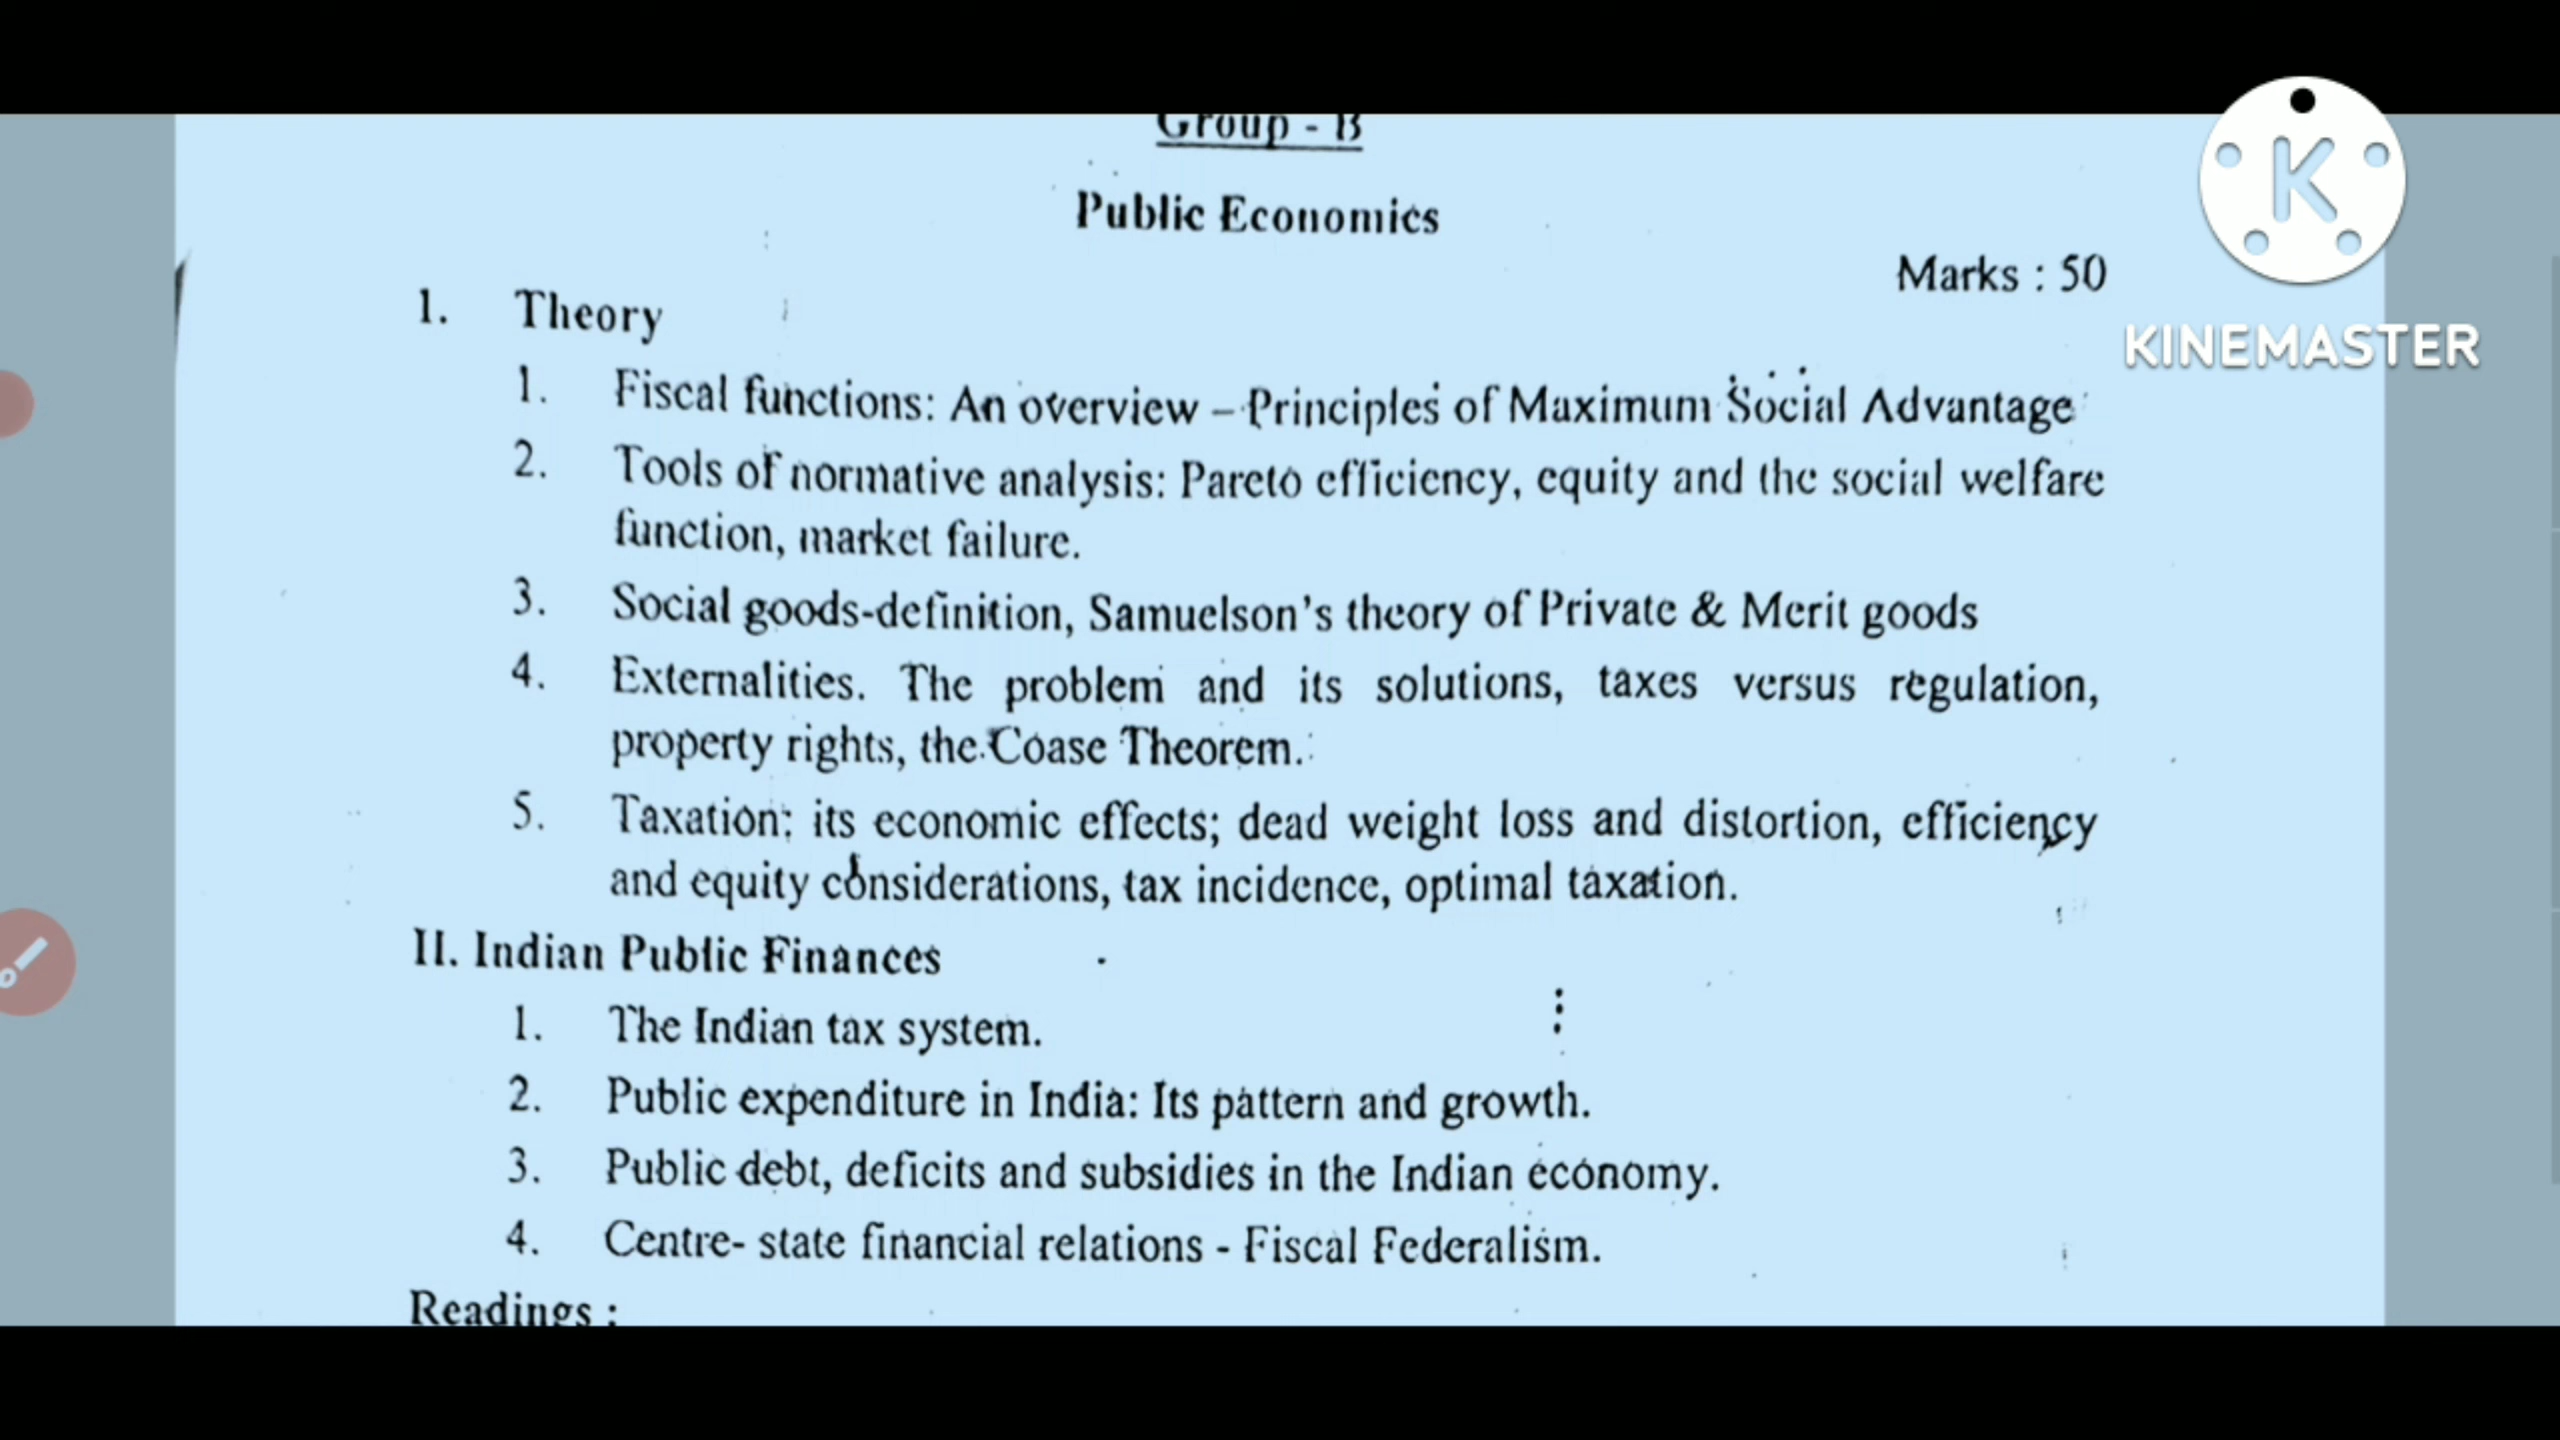 Group - B
Public Economics
Marks : 50
1. Theory
1. Fiscal functions: An overview – Principles of Maximum Social Advantage
2. Tools of normative analysis: Pareto efficiency, equity and the social welfare
function, market failure.
3. Social goods-definition, Samuelson's theory of Private & Merit goods
4. Externalities. The problem and its solutions, taxes versus regulation,
property rights, the Coase Theorem.
5. Taxation; its economic effects; dead weight loss and distortion, efficiency
and equity considerations, tax incidence, optimal taxation.
II. Indian Public Finances
1. The Indian tax system.
2. Public expenditure in India: Its pattern and growth.
3. Public debt, deficits and subsidies in the Indian economy.
4. Centre- state financial relations - Fiscal Federalism.
Readings :
K
KINEMASTER